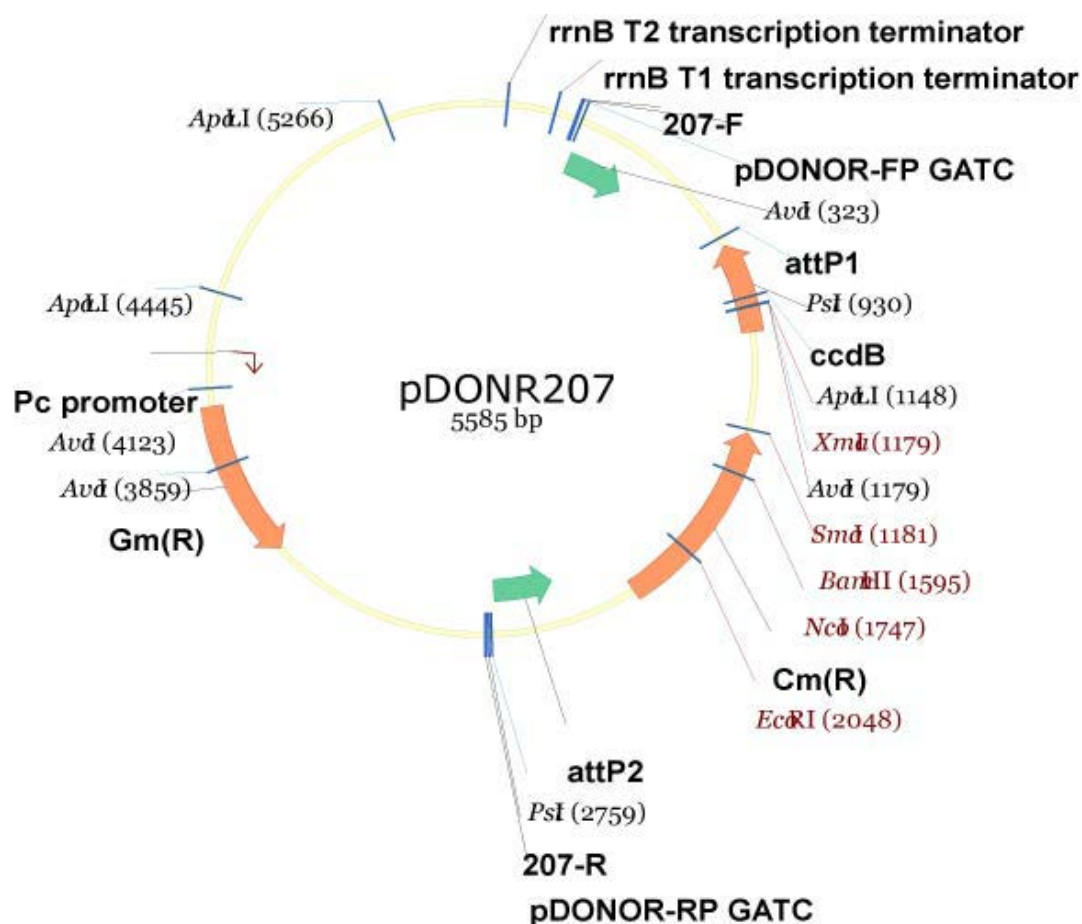 rrnB T2 transcription terminator
rrnB T1 transcription terminator
207-F
pDONOR-FP GATC
AvaI (323)
attP1
PstI (930)
ccdB
ApaLI (1148)
XmaI (1179)
AvaI (1179)
SmaI (1181)
BamHI (1595)
NcoI (1747)
Cm(R)
EcoRI (2048)
attP2
PstI (2759)
207-R
pDONOR-RP GATC
Gm(R)
AvaI (3859)
AvaI (4123)
Pc promoter
ApaLI (4445)
ApaLI (5266)
pDONR207
5585 bp